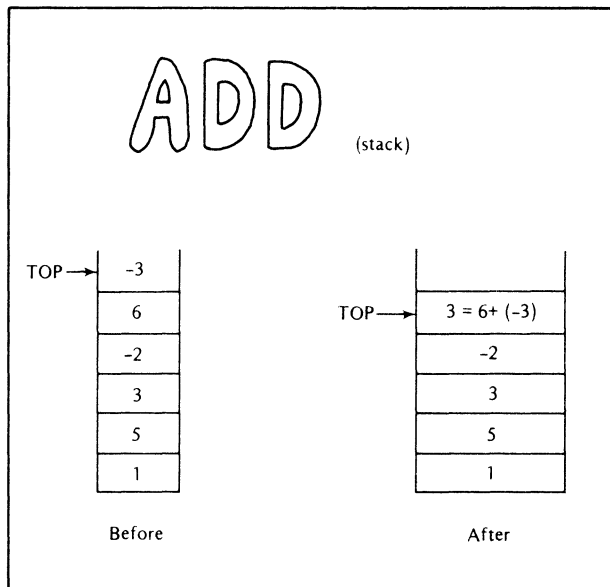 ADD
(stack)
TOP
-3
6
-2
3
5
1
Before
TOP
3 = 6+ (-3)
-2
3
5
1
After